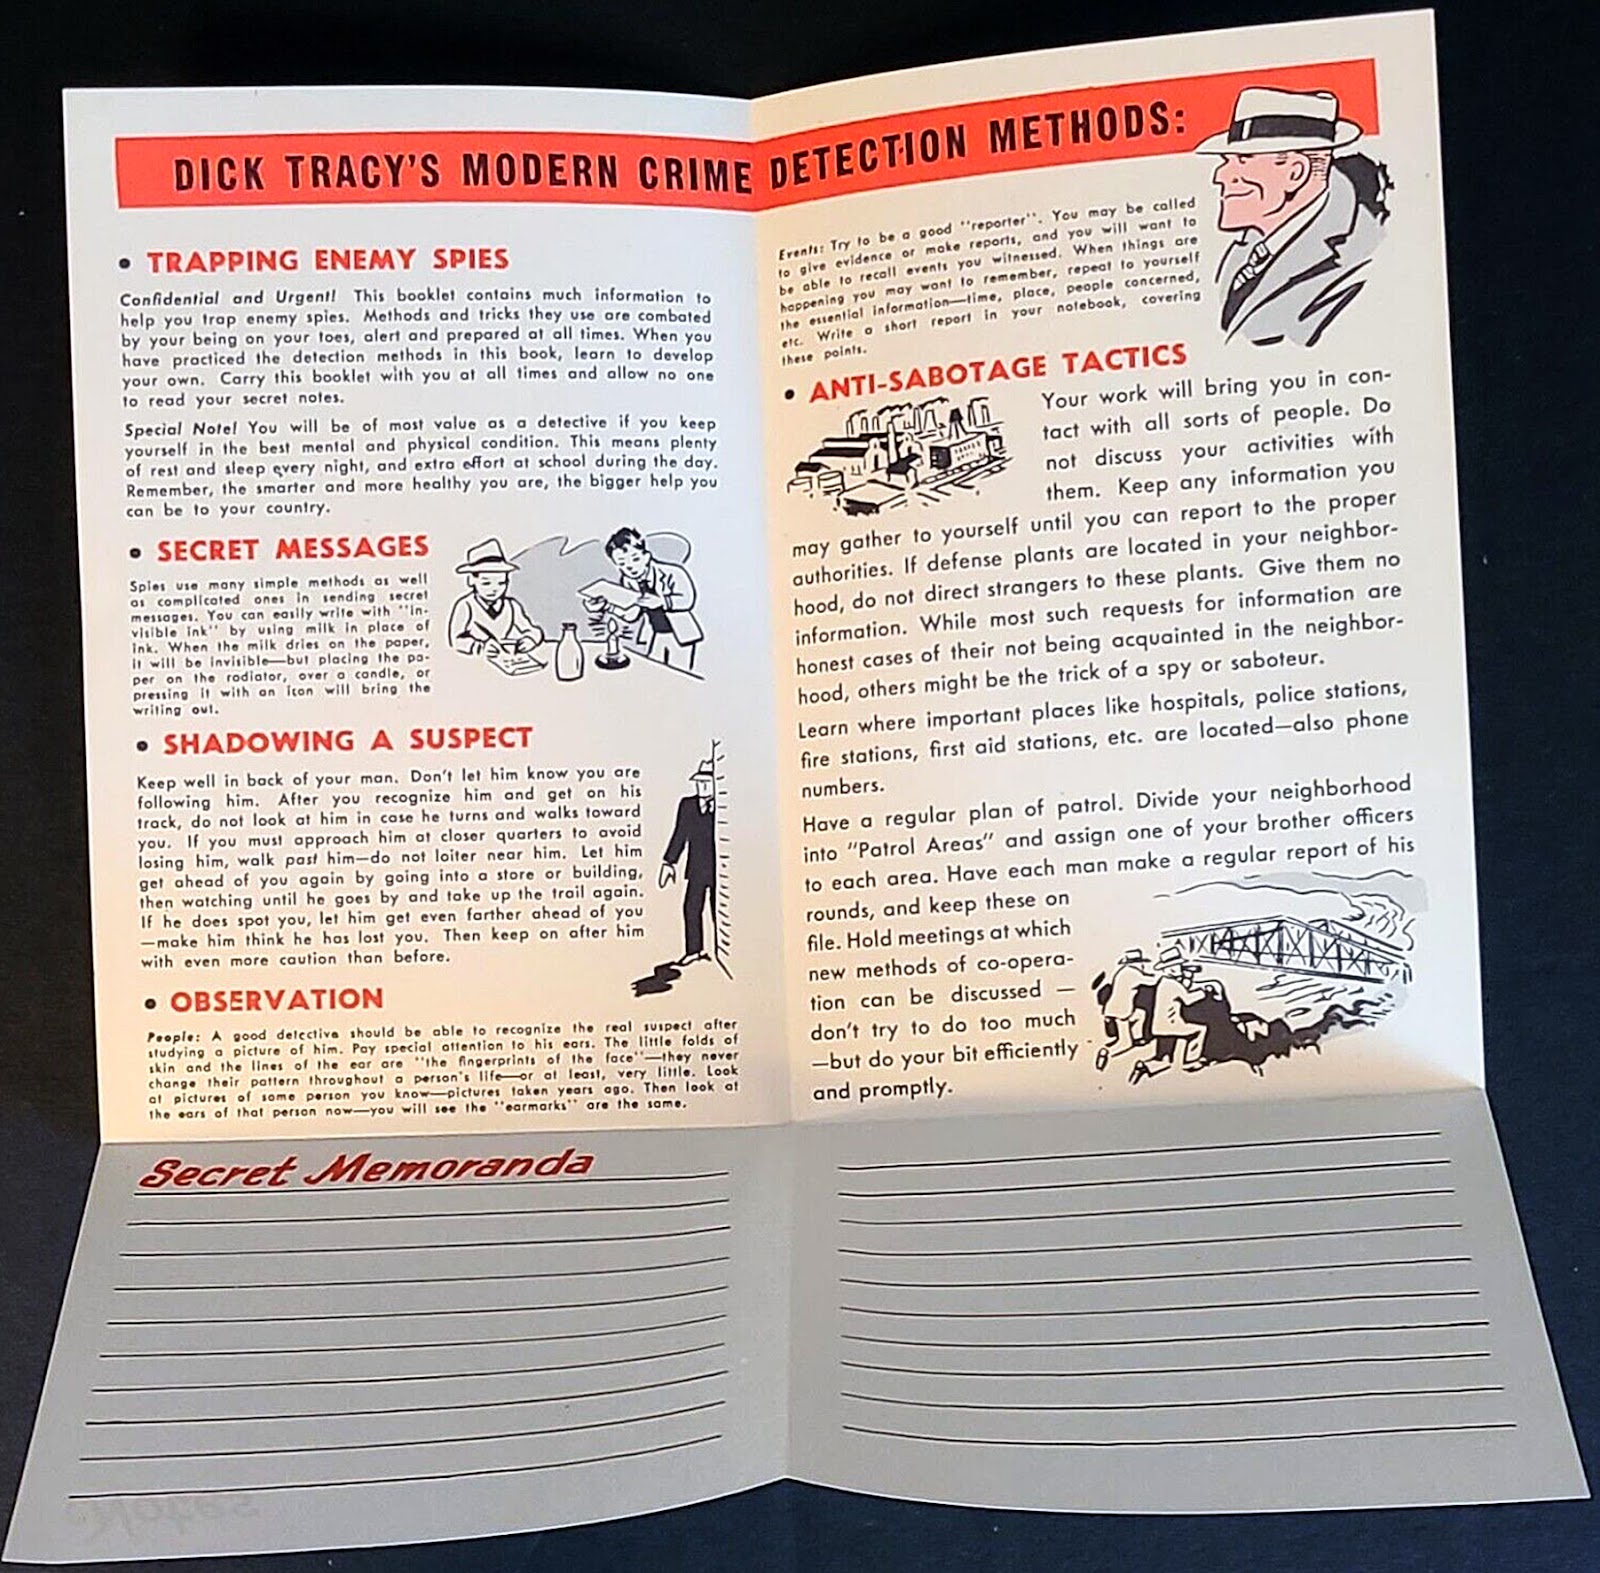 DICK TRACY'S MODERN CRIME DETECTION METHODS:
• TRAPPING ENEMY SPIES
Confidential and Urgent! This booklet contains much information to
help you trap enemy spies. Methods and tricks they use are combated
by your being on your toes, alert and prepared at all times. When you
have practiced the detection methods in this book, learn to develop
your own. Carry this booklet with you at all times and allow no one
to read your secret notes.
Special Note! You will be of most value as a detective if you keep
yourself in the best mental and physical condition. This means plenty
of rest and sleep every night, and extra effort at school during the day.
Remember, the smarter and more healthy you are, the bigger help you
can be to your country.
• SECRET MESSAGES
Spies use many simple methods as well
as complicated ones in sending secret
messages. You can easily write with "in-
visible ink" by using milk in place of
ink. When the milk dries on the paper,
it will be invisible—but placing the pa-
per on the radiator, over a candle, or
pressing it with an icon will bring the
writing out.
• SHADOWING A SUSPECT
Keep well in back of your man. Don't let him know you are
following him. After you recognize him and get on his
track, do not look at him in case he turns and walks toward
you. If you must approach him at closer quarters to avoid
losing him, walk past him—do not loiter near him. Let him
get ahead of you again by going into a store or building,
then watching until he goes by and take up the trail again.
If he does spot you, let him get even farther ahead of you
—make him think he has lost you. Then keep on after him
with even more caution than before.
• OBSERVATION
People: A good detective should be able to recognize the real suspect after
studying a picture of him. Pay special attention to his ears. The little folds of
skin and the lines of the ear are "the fingerprints of the face"—they never
change their pattern throughout a person's life—or at least, very little. Look
at pictures of some person you know—pictures taken years ago. Then look at
the ears of that person now—you will see the "earmarks" are the same.
Events: Try to be a good "reporter". You may be called
to give evidence or make reports, and you will want to
be able to recall events you witnessed. When things are
happening you may want to remember, repeat to yourself
the essential information—time, place, people concerned,
etc. Write a short report in your notebook, covering
these points.
• ANTI-SABOTAGE TACTICS
Your work will bring you in con-
tact with all sorts of people. Do
not discuss your activities with
them. Keep any information you
may gather to yourself until you can report to the proper
authorities. If defense plants are located in your neighbor-
hood, do not direct strangers to these plants. Give them no
information. While most such requests for information are
honest cases of their not being acquainted in the neighbor-
hood, others might be the trick of a spy or saboteur.
Learn where important places like hospitals, police stations,
fire stations, first aid stations, etc. are located—also phone
numbers.
Have a regular plan of patrol. Divide your neighborhood
into "Patrol Areas" and assign one of your brother officers
to each area. Have each man make a regular report of his
rounds, and keep these on
file. Hold meetings at which
new methods of co-opera-
tion can be discussed —
don't try to do too much
—but do your bit efficiently
and promptly.
Secret Memoranda